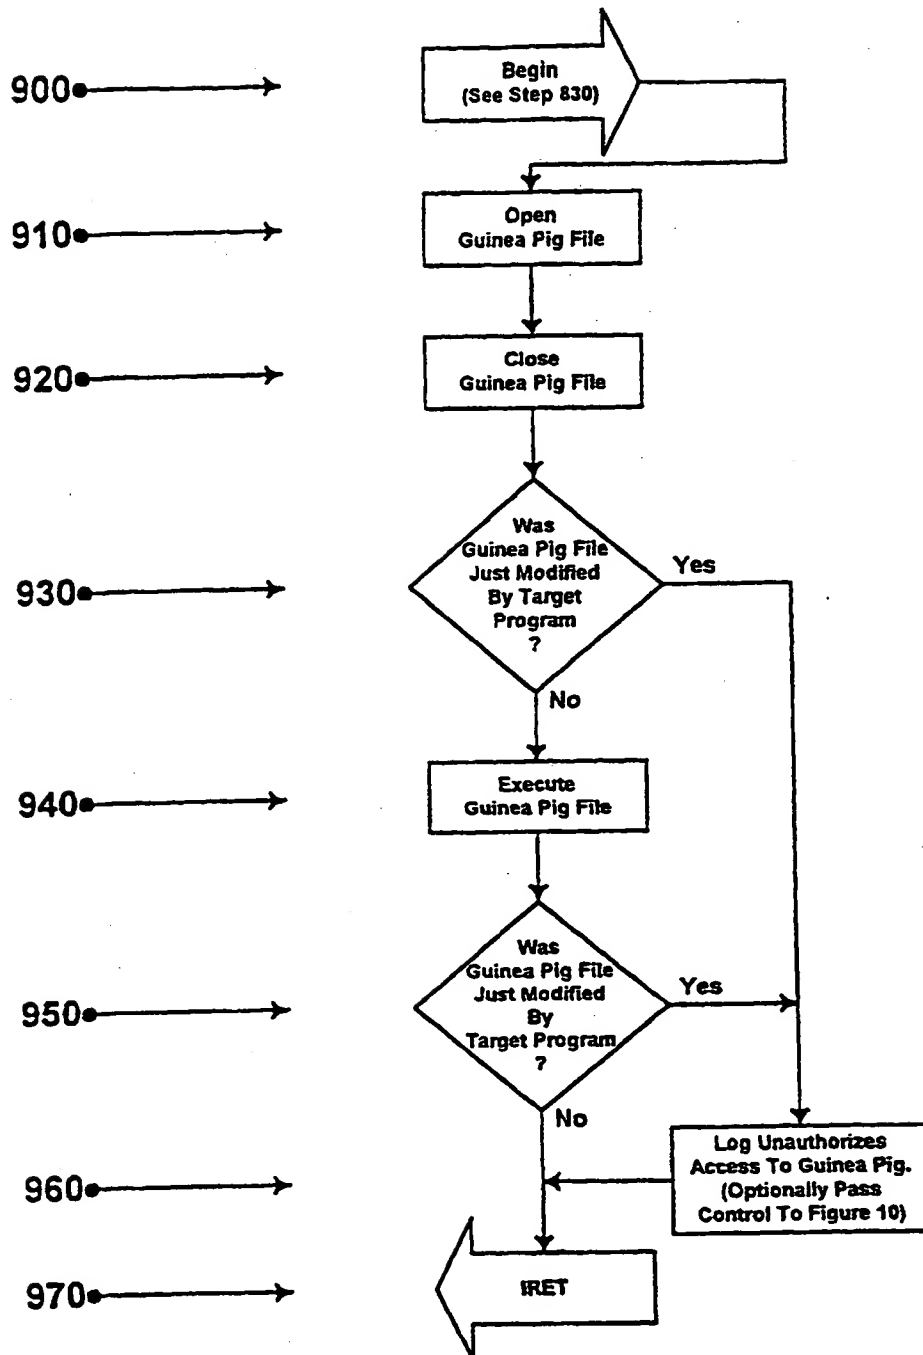 900
Begin
(See Step 830)
910
Open
Guinea Pig File
920
Close
Guinea Pig File
930
Was
Guinea Pig File
Just Modified
By Target
Program
?
Yes
No
940
Execute
Guinea Pig File
950
Was
Guinea Pig File
Just Modified
By
Target Program
?
Yes
No
960
Log Unauthorizes
Access To Guinea Pig.
(Optionally Pass
Control To Figure 10)
970
IRET